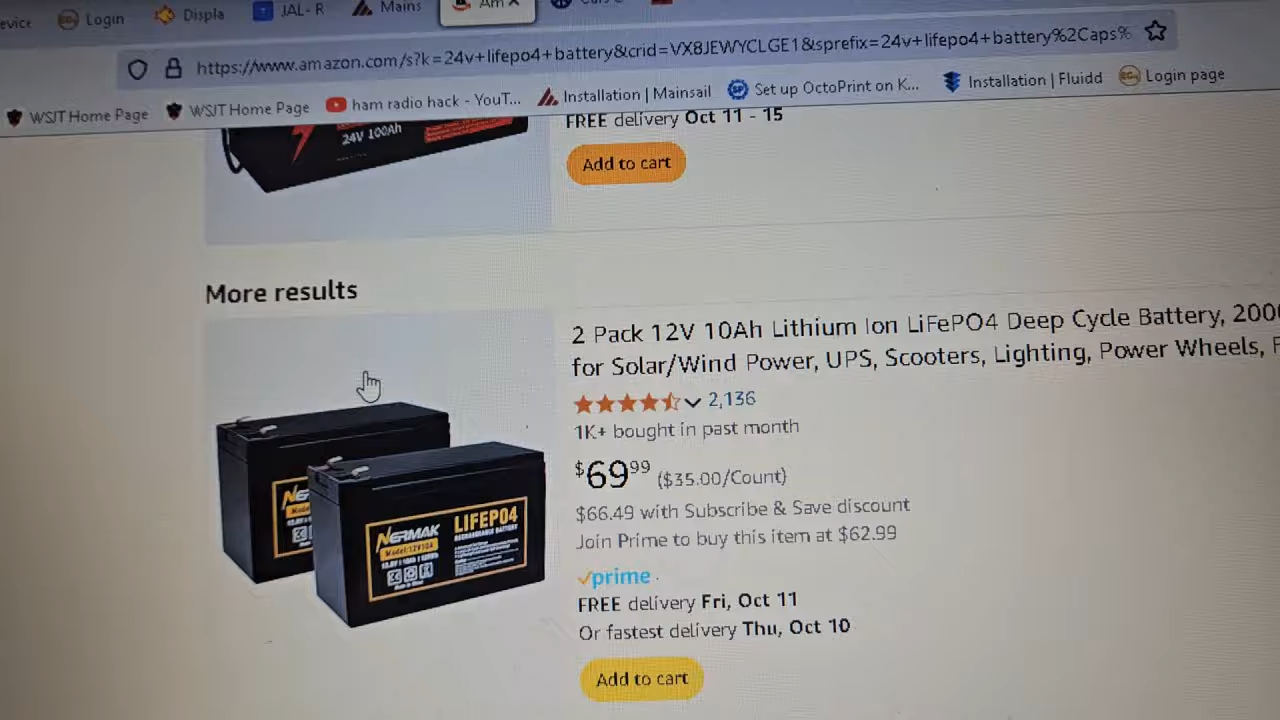 Login
Displa
JAL- R
Mains
https://www.amazon.com/s?k=24v+lifepo4+battery&crid=VX8JEWYCLGE1&sprefix=24v+lifepo4+battery%2Caps%
WSJT Home Page
WSJT Home Page
ham radio hack - YouT...
Installation | Mainsail
Set up OctoPrint on K...
Installation | Fluidd
Login page
24V 100Ah
FREE delivery Oct 11 - 15
Add to cart
More results
2 Pack 12V 10Ah Lithium Ion LiFePO4 Deep Cycle Battery, 200
for Solar/Wind Power, UPS, Scooters, Lighting, Power Wheels, F
2,136
1K+ bought in past month
$69.99 ($35.00/Count)
$66.49 with Subscribe & Save discount
Join Prime to buy this item at $62.99
prime
FREE delivery Fri, Oct 11
Or fastest delivery Thu, Oct 10
Add to cart
NERMAK
LIFEPO4
RECHARGEABLE BATTERY